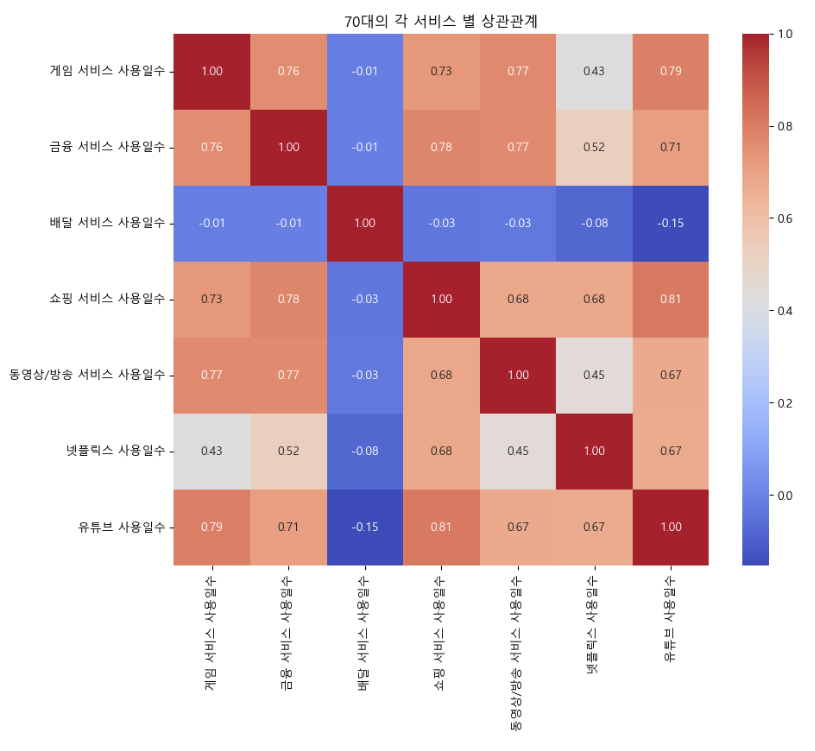 70대의 각 서비스 별 상관관계
게임 서비스 사용일수 1.00 0.76 -0.01 0.73 0.77 0.43 0.79
금융 서비스 사용일수 0.76 1.00 -0.01 0.78 0.77 0.52 0.71
배달 서비스 사용일수 -0.01 -0.01 1.00 -0.03 -0.03 -0.08 -0.15
쇼핑 서비스 사용일수 0.73 0.78 -0.03 1.00 0.68 0.68 0.81
동영상/방송 서비스 사용일수 0.77 0.77 -0.03 0.68 1.00 0.45 0.67
넷플릭스 사용일수 0.43 0.52 -0.08 0.68 0.45 1.00 0.67
유튜브 사용일수 0.79 0.71 -0.15 0.81 0.67 0.67 1.00
게임 서비스 사용일수
금융 서비스 사용일수
배달 서비스 사용일수
쇼핑 서비스 사용일수
동영상/방송 서비스 사용일수
넷플릭스 사용일수
유튜브 사용일수
1.0
0.8
0.6
0.4
0.2
0.0